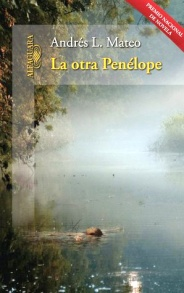 PREMIO NACIONAL
DE NOVELA
Andrés L. Mateo
ALFAGUARA
La otra Penélope